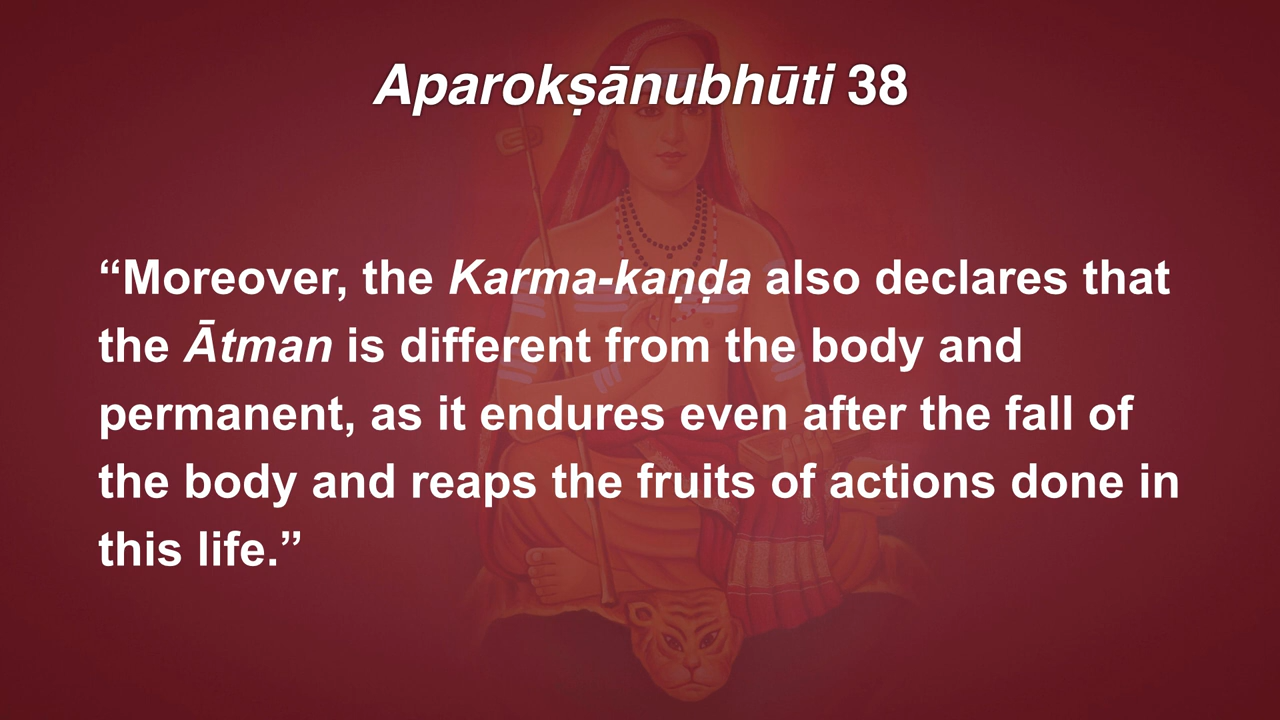 Aparokṣānubhūti 38
“Moreover, the Karma-kaṇḍa also declares that
the Ātman is different from the body and
permanent, as it endures even after the fall of
the body and reaps the fruits of actions done in
this life.”